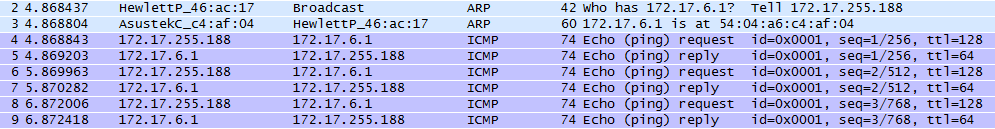 2 4.868437 HewlettP_46:ac:17 Broadcast ARP 42 Who has 172.17.6.1? Tell 172.17.255.188
3 4.868804 AsustekC_c4:af:04 HewlettP_46:ac:17 ARP 60 172.17.6.1 is at 54:04:a6:c4:af:04
4 4.868843 172.17.255.188 172.17.6.1 ICMP 74 Echo (ping) request id=0x0001, seq=1/256, ttl=128
5 4.869203 172.17.6.1 172.17.255.188 ICMP 74 Echo (ping) reply id=0x0001, seq=1/256, ttl=64
6 5.869963 172.17.255.188 172.17.6.1 ICMP 74 Echo (ping) request id=0x0001, seq=2/512, ttl=128
7 5.870282 172.17.6.1 172.17.255.188 ICMP 74 Echo (ping) reply id=0x0001, seq=2/512, ttl=64
8 6.872006 172.17.255.188 172.17.6.1 ICMP 74 Echo (ping) request id=0x0001, seq=3/768, ttl=128
9 6.872418 172.17.6.1 172.17.255.188 ICMP 74 Echo (ping) reply id=0x0001, seq=3/768, ttl=64